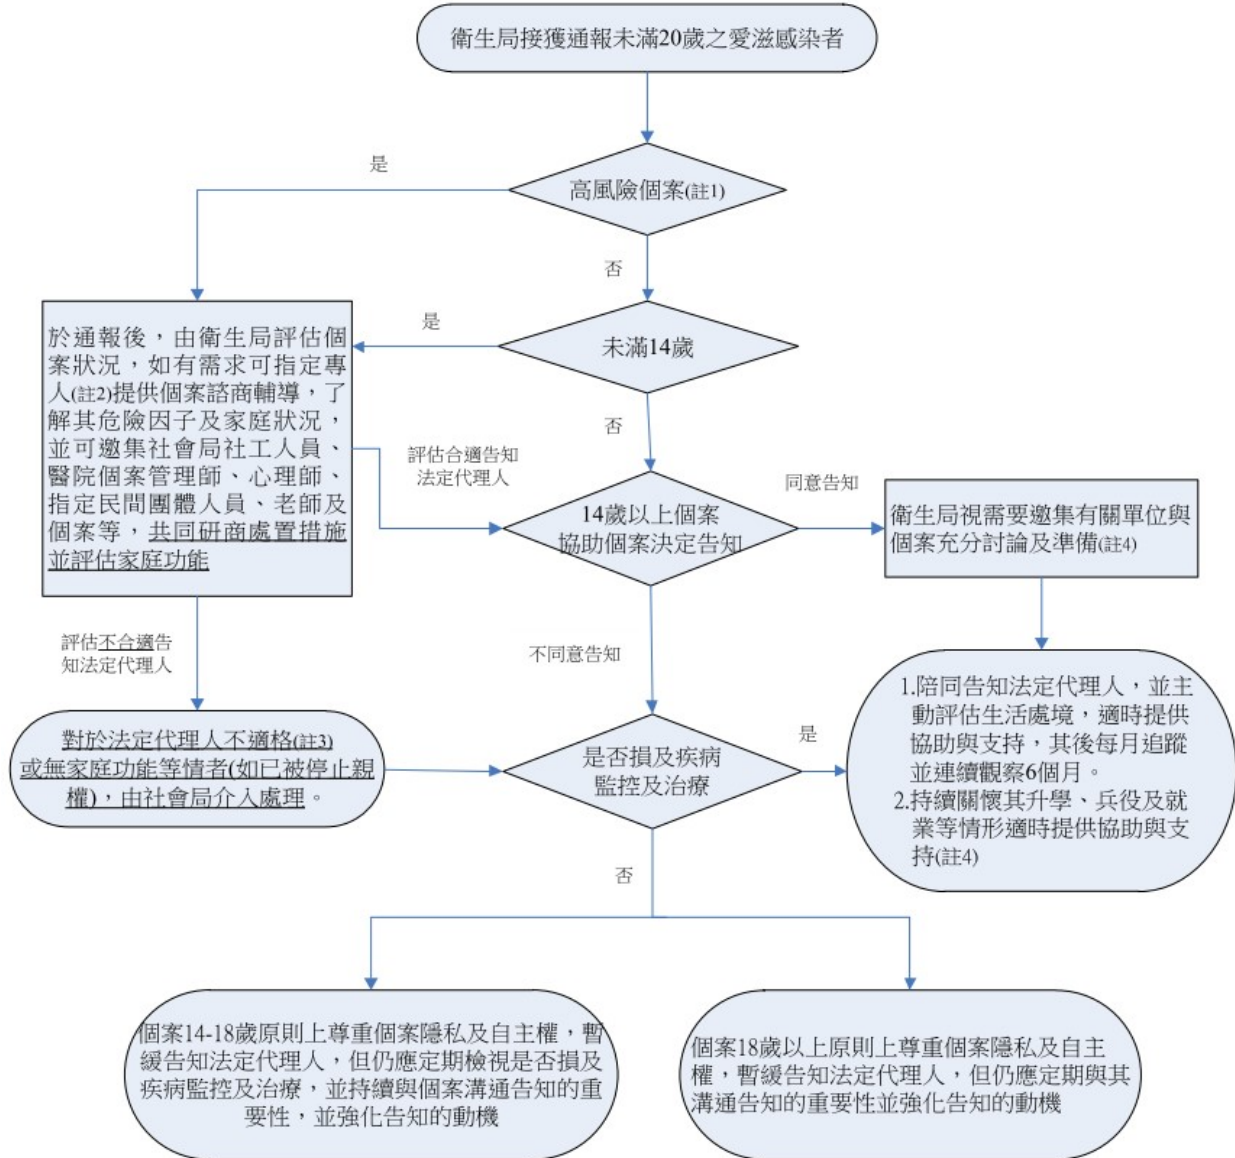 衛生局接獲通報未滿20歲之愛滋感染者
是
高風險個案(註1)
否
於通報後，由衛生局評估個
案狀況，如有需求可指定專
人(註2)提供個案諮商輔導，了
解其危險因子及家庭狀況，
並可邀集社會局社工人員、
醫院個案管理師、心理師、
指定民間團體人員、老師及
個案等，共同研商處置措施
並評估家庭功能
是
未滿14歲
否
評估合適告知
法定代理人
14歲以上個案
協助個案決定告知
同意告知
衛生局視需要邀集有關單位與
個案充分討論及準備(註4)
評估不合適告
知法定代理人
不同意告知
對於法定代理人不適格(註3)
或無家庭功能等情者(如已被停止親
權)，由社會局介入處理。
是否損及疾病
監控及治療
是
1.陪同告知法定代理人，並主
動評估生活處境，適時提供
協助與支持，其後每月追蹤
並連續觀察6個月。
2.持續關懷其升學、兵役及就
業等情形適時提供協助與支
持(註4)
否
個案14-18歲原則上尊重個案隱私及自主權，暫
緩告知法定代理人，但仍應定期檢視是否損及
疾病監控及治療，並持續與個案溝通告知的重
要性，並強化告知的動機
個案18歲以上原則上尊重個案隱私及自主
權，暫緩告知法定代理人，但仍應定期與其
溝通告知的重要性並強化告知的動機